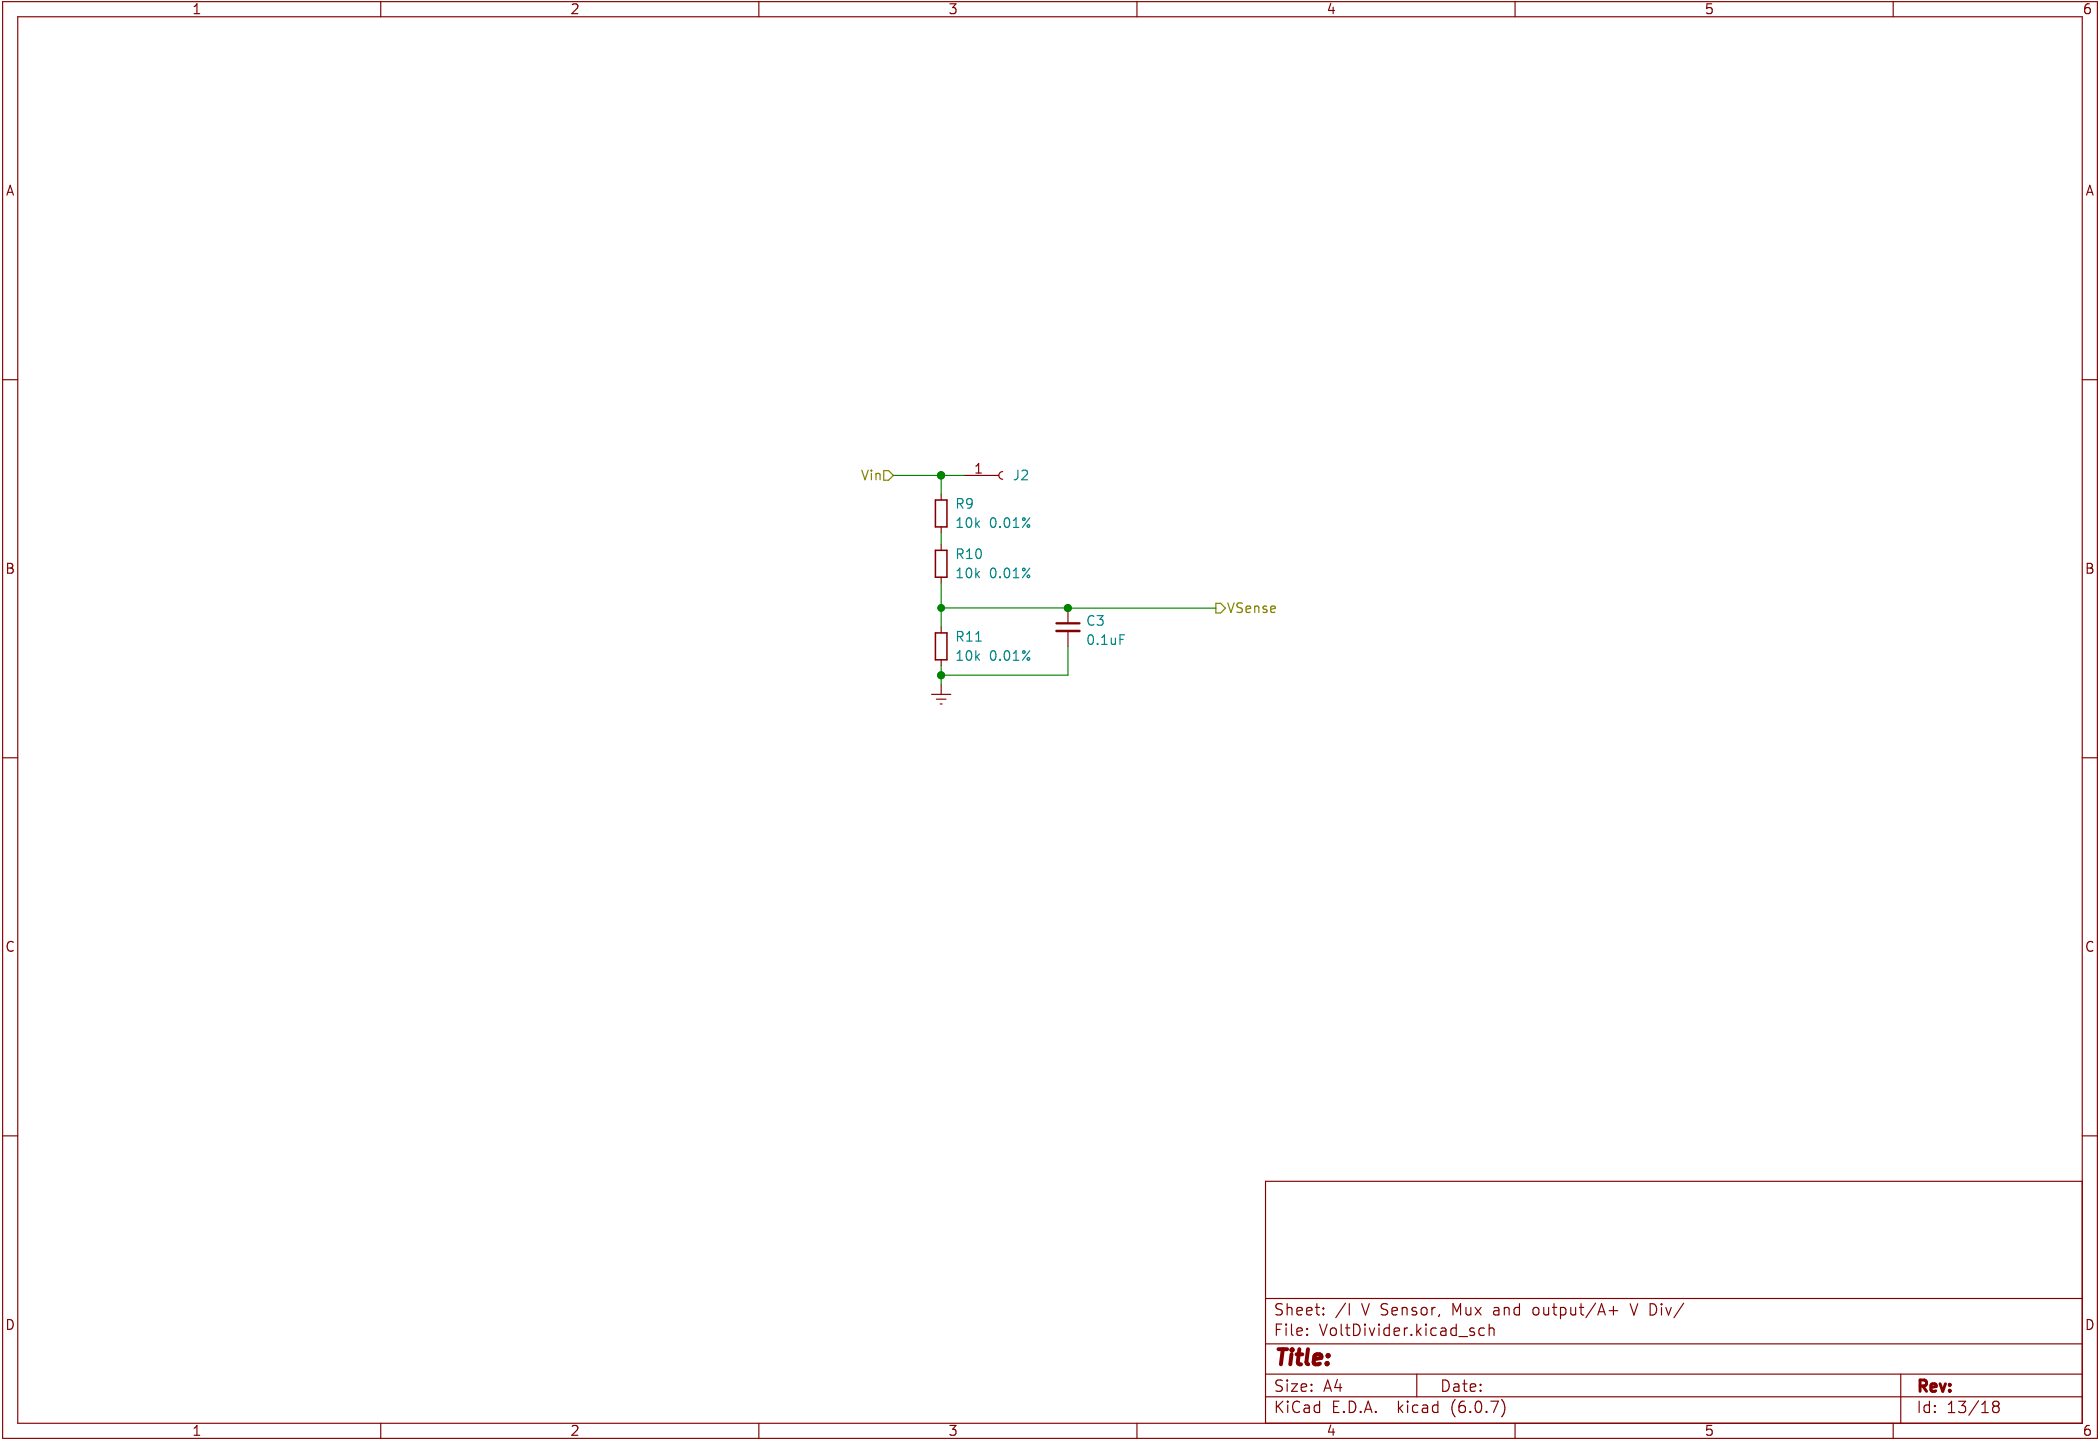 1 2 3 4 5 6
A A
Vin 1 J2
R9
10k 0.01%
R10
10k 0.01%
B B
VSense
C3
0.1uF
R11
10k 0.01%
C C
Sheet: /I V Sensor, Mux and output/A+ V Div/
D D
File: VoltDivider.kicad_sch
Title:
Size: A4 Date: Rev:
KiCad E.D.A. kicad (6.0.7) Id: 13/18
1 2 3 4 5 6